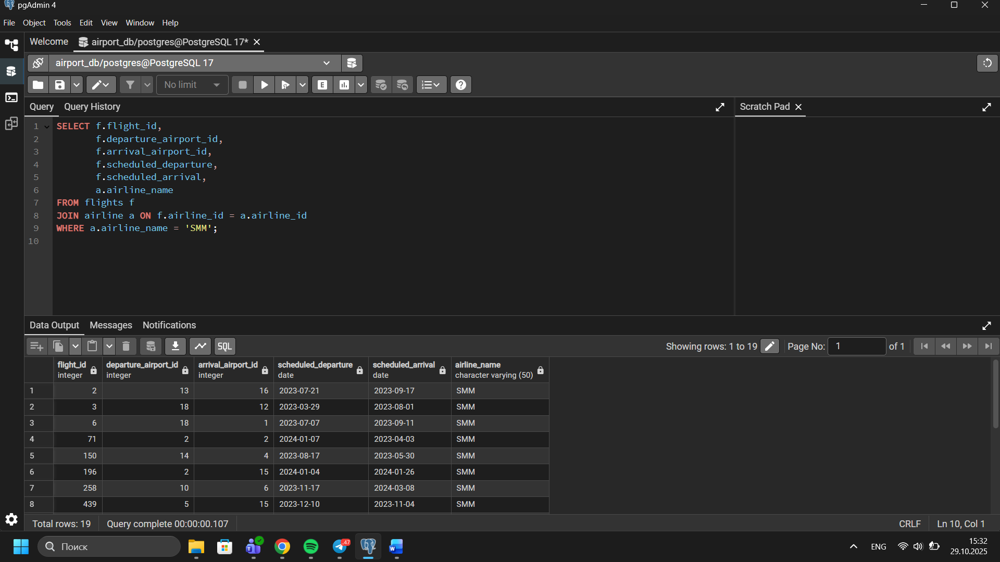 pgAdmin 4
File Object Tools Edit View Window Help
Welcome airport_db/postgres@PostgreSQL 17*
airport_db/postgres@PostgreSQL 17
No limit
Query Query History Scratch Pad
1 SELECT f.flight_id,
2 f.departure_airport_id,
3 f.arrival_airport_id,
4 f.scheduled_departure,
5 f.scheduled_arrival,
6 a.airline_name
7 FROM flights f
8 JOIN airline a ON f.airline_id = a.airline_id
9 WHERE a.airline_name = 'SMM';
10
Data Output Messages Notifications
SQL Showing rows: 1 to 19 Page No: 1 of 1
flight_id departure_airport_id arrival_airport_id scheduled_departure scheduled_arrival airline_name
integer integer integer date date character varying (50)
1 2 13 16 2023-07-21 2023-09-17 SMM
2 3 18 12 2023-03-29 2023-08-01 SMM
3 6 18 1 2023-07-07 2023-09-11 SMM
4 71 2 2 2024-01-07 2023-04-03 SMM
5 150 14 4 2023-08-17 2023-05-30 SMM
6 196 2 15 2024-01-04 2024-01-26 SMM
7 258 10 6 2023-11-17 2024-03-08 SMM
8 439 5 15 2023-12-10 2023-11-04 SMM
Total rows: 19 Query complete 00:00:00.107 CRLF Ln 10, Col 1
Поиск 47 ENG 15:32
29.10.2025